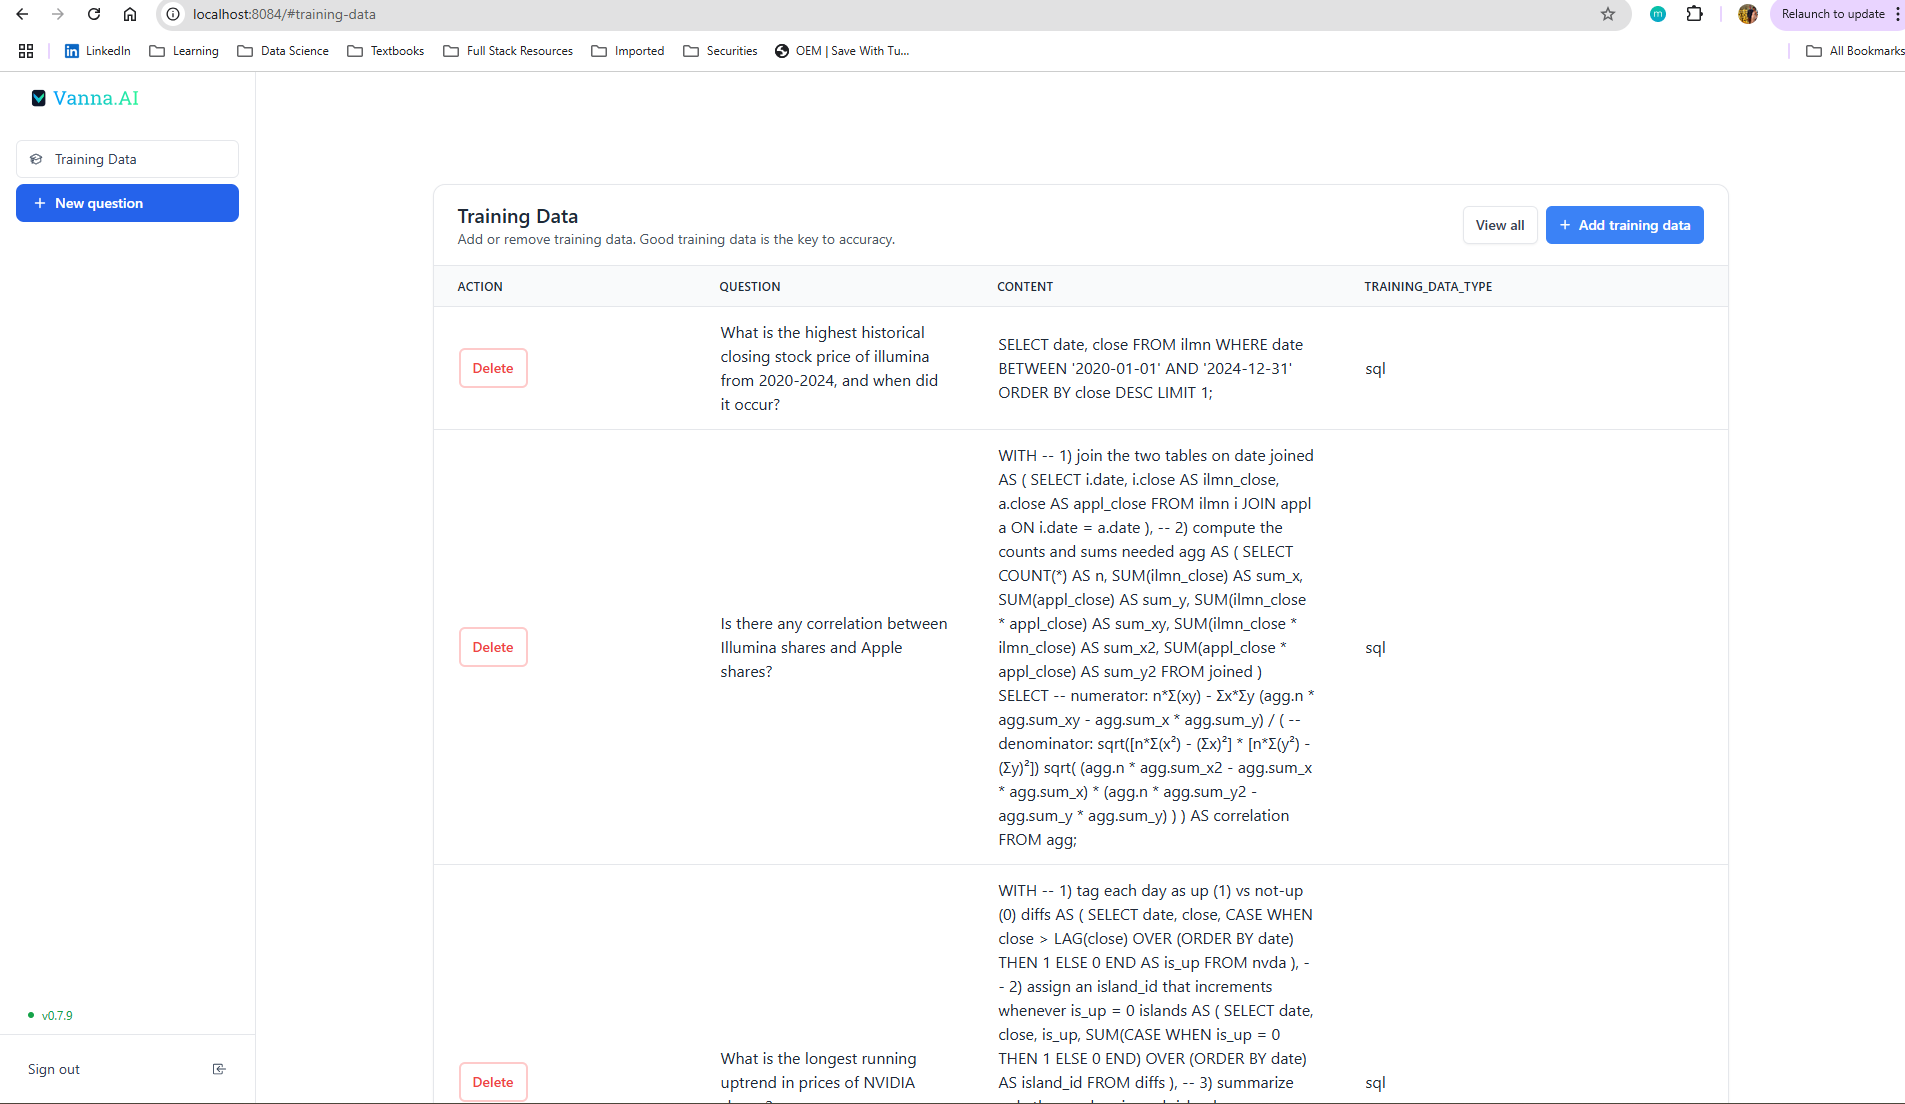 localhost:8084/#training-data
m
Relaunch to update
LinkedIn
Learning
Data Science
Textbooks
Full Stack Resources
Imported
Securities
OEM | Save With Tu...
All Bookmarks
Vanna.AI
Training Data
New question
Training Data
Add or remove training data. Good training data is the key to accuracy.
View all
Add training data
ACTION
QUESTION
CONTENT
TRAINING_DATA_TYPE
Delete
What is the highest historical
closing stock price of illumina
from 2020-2024, and when did
it occur?
SELECT date, close FROM ilmn WHERE date
BETWEEN '2020-01-01' AND '2024-12-31'
ORDER BY close DESC LIMIT 1;
sql
Delete
Is there any correlation between
Illumina shares and Apple
shares?
WITH -- 1) join the two tables on date joined
AS ( SELECT i.date, i.close AS ilmn_close,
a.close AS appl_close FROM ilmn i JOIN appl
a ON i.date = a.date ), -- 2) compute the
counts and sums needed agg AS ( SELECT
COUNT(*) AS n, SUM(ilmn_close) AS sum_x,
SUM(appl_close) AS sum_y, SUM(ilmn_close
* appl_close) AS sum_xy, SUM(ilmn_close *
ilmn_close) AS sum_x2, SUM(appl_close *
appl_close) AS sum_y2 FROM joined )
SELECT -- numerator: n*Σ(xy) - Σx*Σy (agg.n *
agg.sum_xy - agg.sum_x * agg.sum_y) / ( --
denominator: sqrt([n*Σ(x²) - (Σx)²] * [n*Σ(y²) -
(Σy)²]) sqrt( (agg.n * agg.sum_x2 - agg.sum_x
* agg.sum_x) * (agg.n * agg.sum_y2 -
agg.sum_y * agg.sum_y) ) ) AS correlation
FROM agg;
sql
Delete
What is the longest running
uptrend in prices of NVIDIA
WITH -- 1) tag each day as up (1) vs not-up
(0) diffs AS ( SELECT date, close, CASE WHEN
close > LAG(close) OVER (ORDER BY date)
THEN 1 ELSE 0 END AS is_up FROM nvda ), -
- 2) assign an island_id that increments
whenever is_up = 0 islands AS ( SELECT date,
close, is_up, SUM(CASE WHEN is_up = 0
THEN 1 ELSE 0 END) OVER (ORDER BY date)
AS island_id FROM diffs ), -- 3) summarize
sql
v0.7.9
Sign out